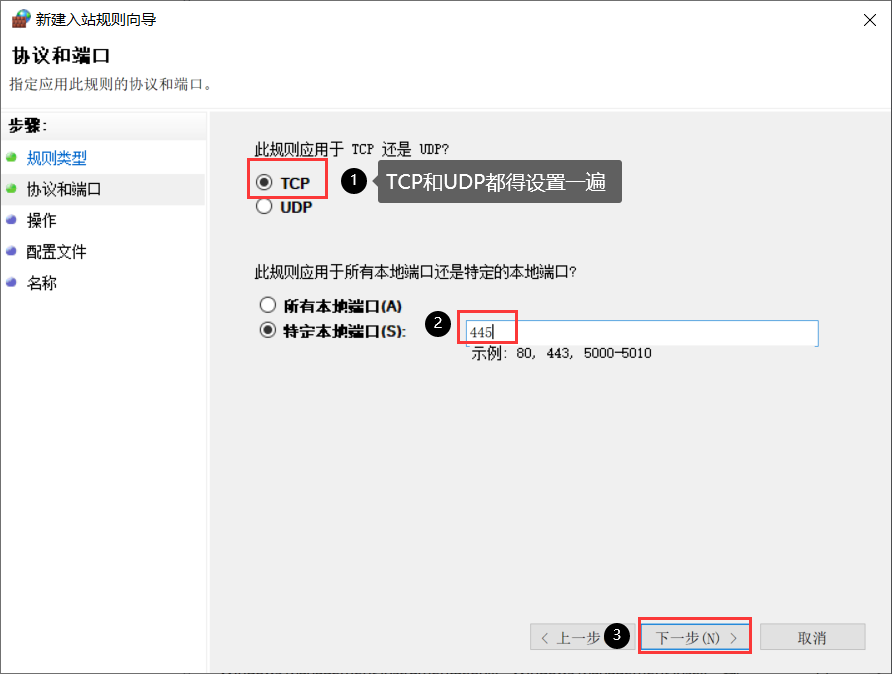 新建入站规则向导
协议和端口
指定应用此规则的协议和端口。
步骤:
规则类型
协议和端口
操作
配置文件
名称
此规则应用于 TCP 还是 UDP?
TCP
1
TCP和UDP都得设置一遍
UDP
此规则应用于所有本地端口还是特定的本地端口?
所有本地端口(A)
特定本地端口(S):
2
445
示例: 80, 443, 5000-5010
< 上一步
3
下一步(N) >
取消